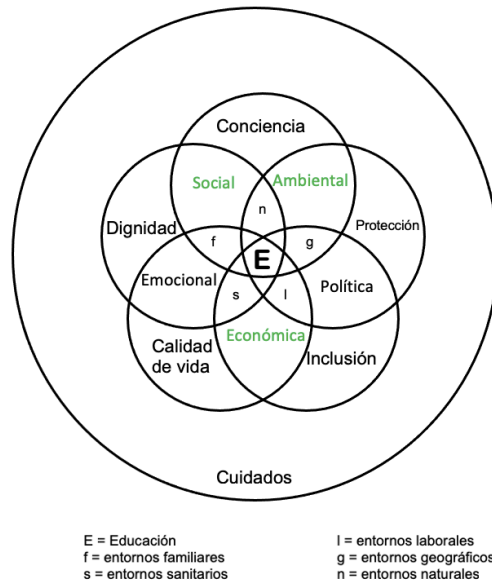 Conciencia
Social
Ambiental
n
Dignidad
Protección
f
g
E
Emocional
Política
s
l
Económica
Calidad
de vida
Inclusión
Cuidados
E = Educación
f = entornos familiares
s = entornos sanitarios
l = entornos laborales
g = entornos geográficos
n = entornos naturales